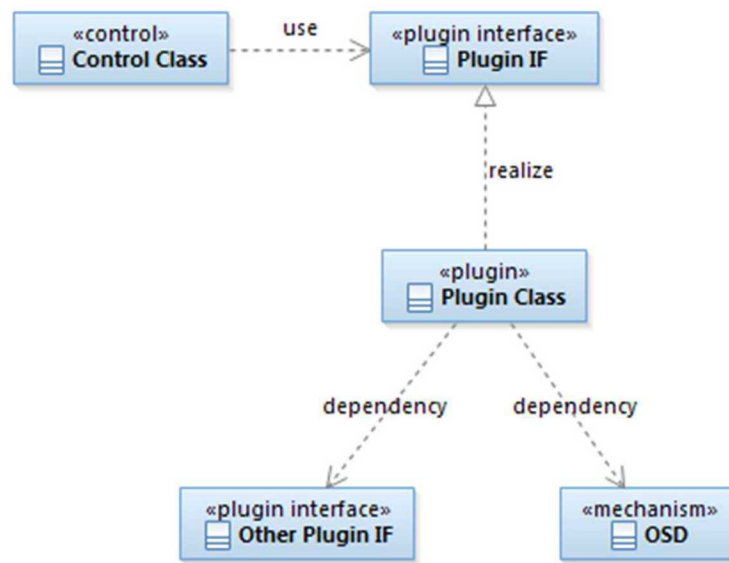 «control»
Control Class
use
«plugin interface»
Plugin IF
realize
«plugin»
Plugin Class
dependency
dependency
«plugin interface»
Other Plugin IF
«mechanism»
OSD